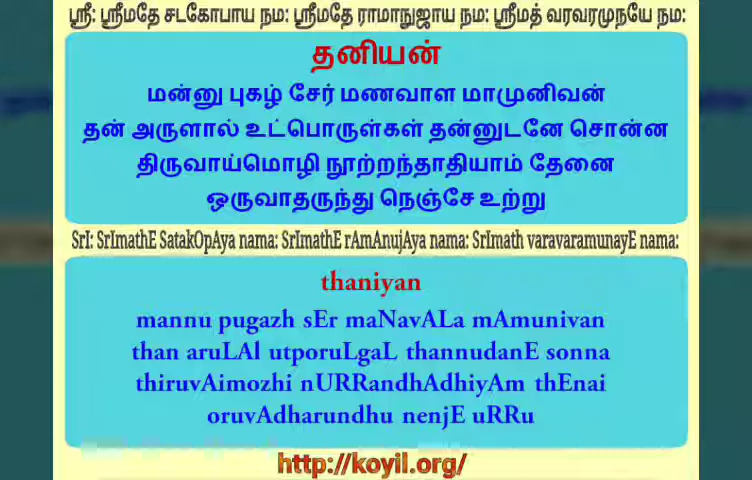 ஸ்ரீ: ஸ்ரீமதே சடகோபாய நம: ஸ்ரீமதே ராமாநுஜாய நம: ஸ்ரீமத் வரவரமுநயே நம:
தனியன்
மன்னு புகழ் சேர் மணவாள மாமுனிவன்
தன் அருளால் உட்பொருள்கள் தன்னுடனே சொன்ன
திருவாய்மொழி நூற்றந்தாதியாம் தேனை
ஒருவாதருந்து நெஞ்சே உற்று
SrI: SrImathE SatakOpAya nama: SrImathE rAmAnujAya nama: SrImath varavaramunayE nama:
thaniyan
mannu pugazh sEr maNavALa mAmunivan
than aruLAl utporuLgaL thannudanE sonna
thiruvAimozhi nURRandhAdhiyAm thEnai
oruvAdharundhu nenjE uRRu
http://koyil.org/